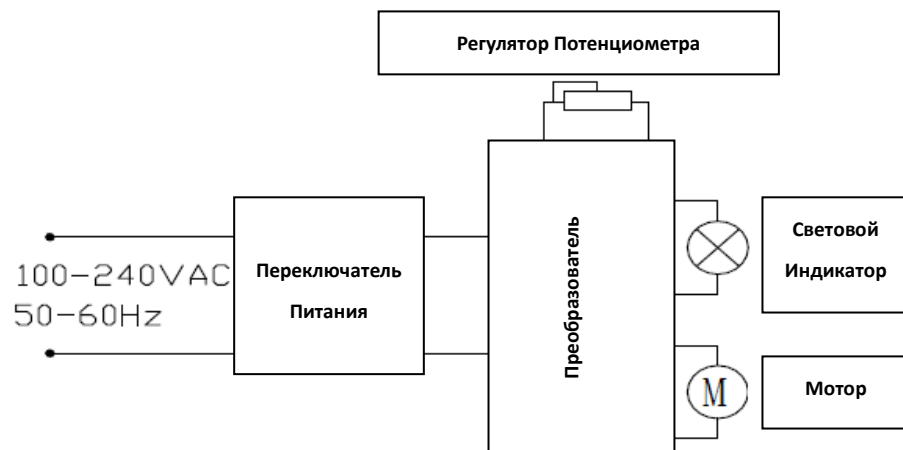 Регулятор Потенциометра
100-240VAC
50-60Hz
Переключатель
Питания
Преобразователь
Световой
Индикатор
M
Мотор